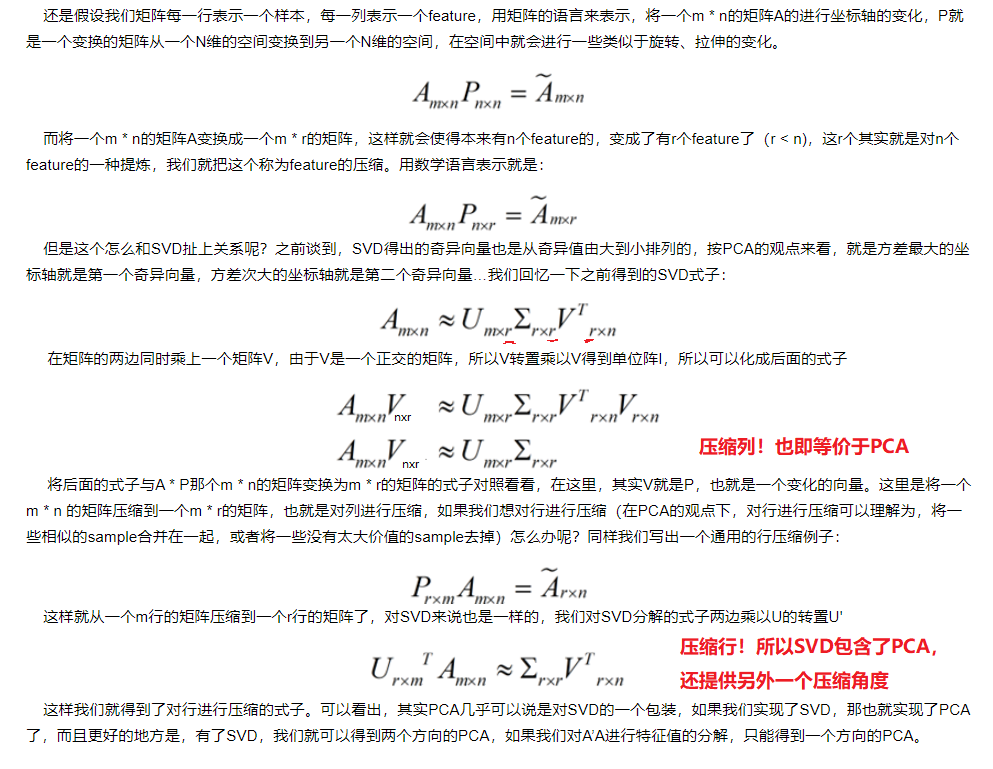 还是假设我们矩阵每一行表示一个样本，每一列表示一个feature，用矩阵的语言来表示，将一个m * n的矩阵A的进行坐标轴的变化，P就
是一个变换的矩阵从一个N维的空间变换到另一个N维的空间，在空间中就会进行一些类似于旋转、拉伸的变化。
A_{m×n} P_{n×n} = Ã_{m×n}
而将一个m * n的矩阵A变换成一个m * r的矩阵，这样就会使得本来有n个feature的，变成了有r个feature了（r < n)，这r个其实就是对n个
feature的一种提炼，我们就把这个称为feature的压缩。用数学语言表示就是：
A_{m×n} P_{n×r} = Ã_{m×r}
但是这个怎么和SVD扯上关系呢？之前谈到，SVD得出的奇异向量也是从奇异值由大到小排列的，按PCA的观点来看，就是方差最大的坐
标轴就是第一个奇异向量，方差次大的坐标轴就是第二个奇异向量…我们回忆一下之前得到的SVD式子：
A_{m×n} ≈ U_{m×r} Σ_{r×r} V^T_{r×n}
在矩阵的两边同时乘上一个矩阵V，由于V是一个正交的矩阵，所以V转置乘以V得到单位阵I，所以可以化成后面的式子
A_{m×n} V_{nxr} ≈ U_{m×r} Σ_{r×r} V^T_{r×n} V_{r×n}
A_{m×n} V_{nxr} ≈ U_{m×r} Σ_{r×r}
压缩列！也即等价于PCA
将后面的式子与A * P那个m * n的矩阵变换为m * r的矩阵的式子对照看看，在这里，其实V就是P，也就是一个变化的向量。这里是将一个
m * n 的矩阵压缩到一个m * r的矩阵，也就是对列进行压缩，如果我们想对行进行压缩（在PCA的观点下，对行进行压缩可以理解为，将一
些相似的sample合并在一起，或者将一些没有太大价值的sample去掉）怎么办呢？同样我们写出一个通用的行压缩例子：
P_{r×m} A_{m×n} = Ã_{r×n}
这样就从一个m行的矩阵压缩到一个r行的矩阵了，对SVD来说也是一样的，我们对SVD分解的式子两边乘以U的转置U'
U_{r×m}^T A_{m×n} ≈ Σ_{r×r} V^T_{r×n}
压缩行！所以SVD包含了PCA，
还提供另外一个压缩角度
这样我们就得到了对行进行压缩的式子。可以看出，其实PCA几乎可以说是对SVD的一个包装，如果我们实现了SVD，那也就实现了PCA
了，而且更好的地方是，有了SVD，我们就可以得到两个方向的PCA，如果我们对A'A进行特征值的分解，只能得到一个方向的PCA。